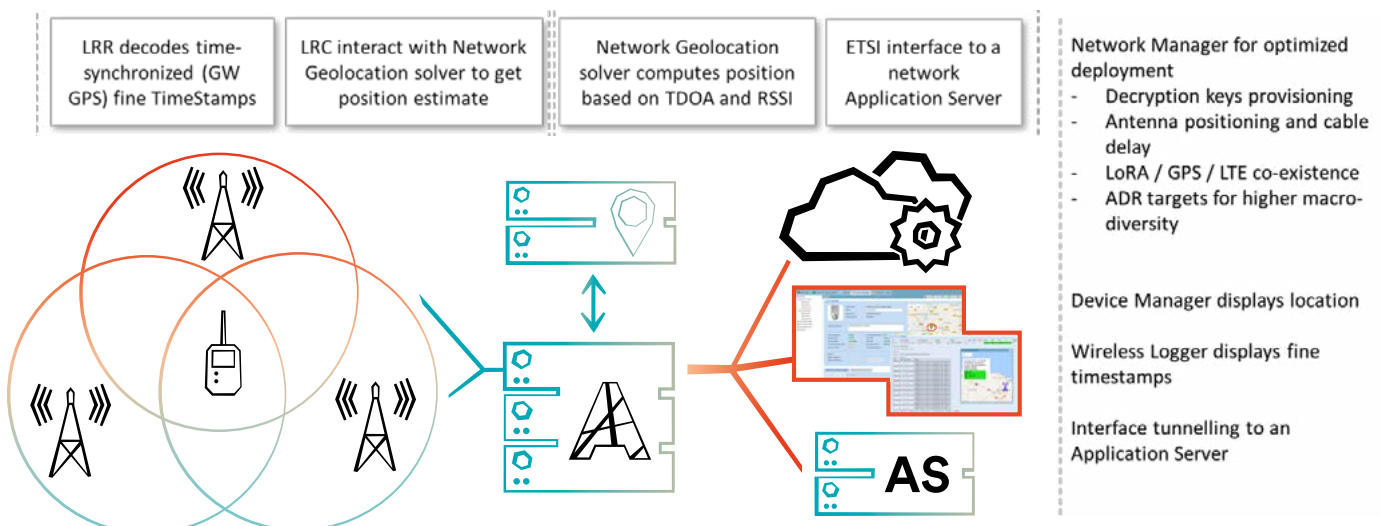 LRR decodes time-
synchronized (GW
GPS) fine TimeStamps
LRC interact with Network
Geolocation solver to get
position estimate
Network Geolocation
solver computes position
based on TDOA and RSSI
ETSI interface to a
network
Application Server
Network Manager for optimized
deployment
- Decryption keys provisioning
- Antenna positioning and cable
delay
- LoRA / GPS / LTE co-existence
- ADR targets for higher macro-
diversity
Device Manager displays location
Wireless Logger displays fine
timestamps
Interface tunnelling to an
Application Server
A
AS